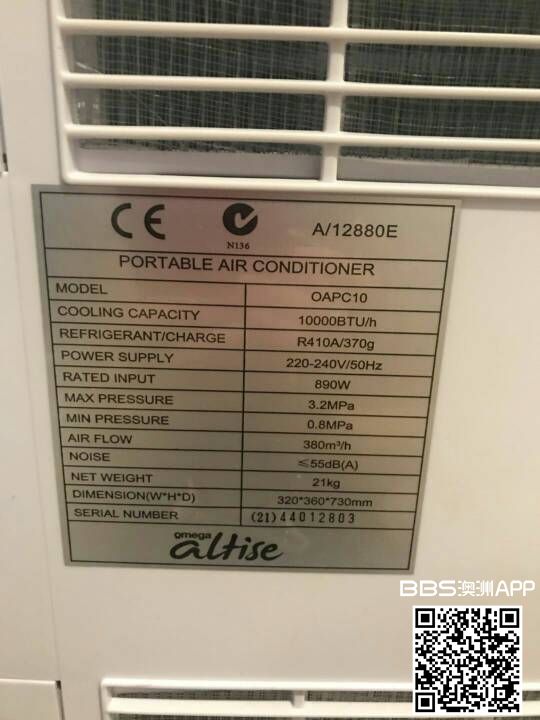 CE
N136
A/12880E
PORTABLE AIR CONDITIONER
MODEL OAPC10
COOLING CAPACITY 10000BTU/h
REFRIGERANT/CHARGE R410A/370g
POWER SUPPLY 220-240V/50Hz
RATED INPUT 890W
MAX PRESSURE 3.2MPa
MIN PRESSURE 0.8MPa
AIR FLOW 380m³/h
NOISE ≤55dB(A)
NET WEIGHT 21kg
DIMENSION(W*H*D) 320*360*730mm
SERIAL NUMBER (21)44012803
omega
altise
BBS澳洲APP